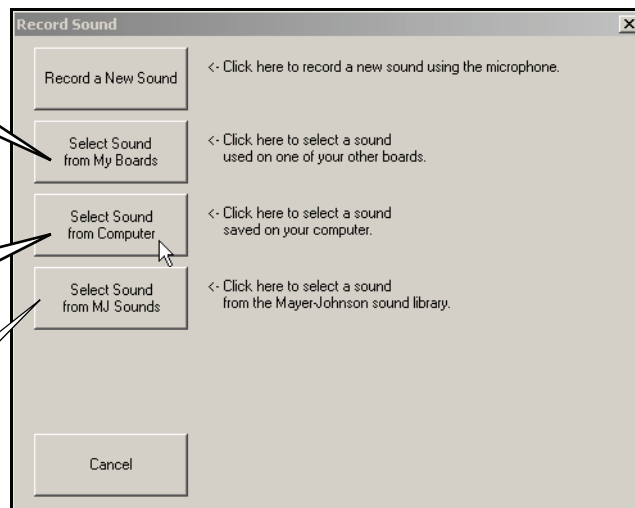 Record Sound
Record a New Sound
<- Click here to record a new sound using the microphone.
Select Sound
from My Boards
<- Click here to select a sound
used on one of your other boards.
Select Sound
from Computer
<- Click here to select a sound
saved on your computer.
Select Sound
from MJ Sounds
<- Click here to select a sound
from the Mayer-Johnson sound library.
Cancel